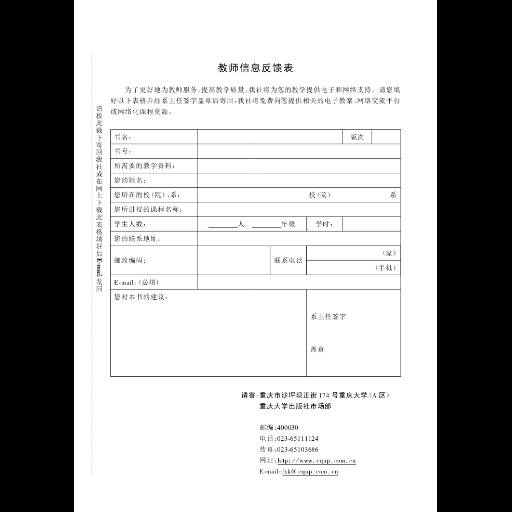 教师信息反馈表
为了更好地为教师服务,提高教学质量,我社将为您的教学提供电子和网络支持。请您填
好以下表格并经系主任签字盖章后寄回,我社将免费向您提供相关的电子教案、网络交流平台
或网络化课程资源。
请按此裁下寄回我社或在网上下载此表格填好后E-mail发回
书名: 版次
书号:
所需要的教学资料:
您的姓名:
您所在的校(院)、系: 校(院) 系
您所讲授的课程名称:
学生人数: ______人 ______年级 学时:
您的联系地址:
邮政编码: 联系电话 (家)
(手机)
E-mail:(必填)
您对本书的建议:
系主任签字
盖章
请寄:重庆市沙坪坝正街174号重庆大学(A区)
重庆大学出版社市场部
邮编:400030
电话:023-65111124
传真:023-65103686
网址:http://www.cqup.com.cn
E-mail:fxk@cqup.com.cn